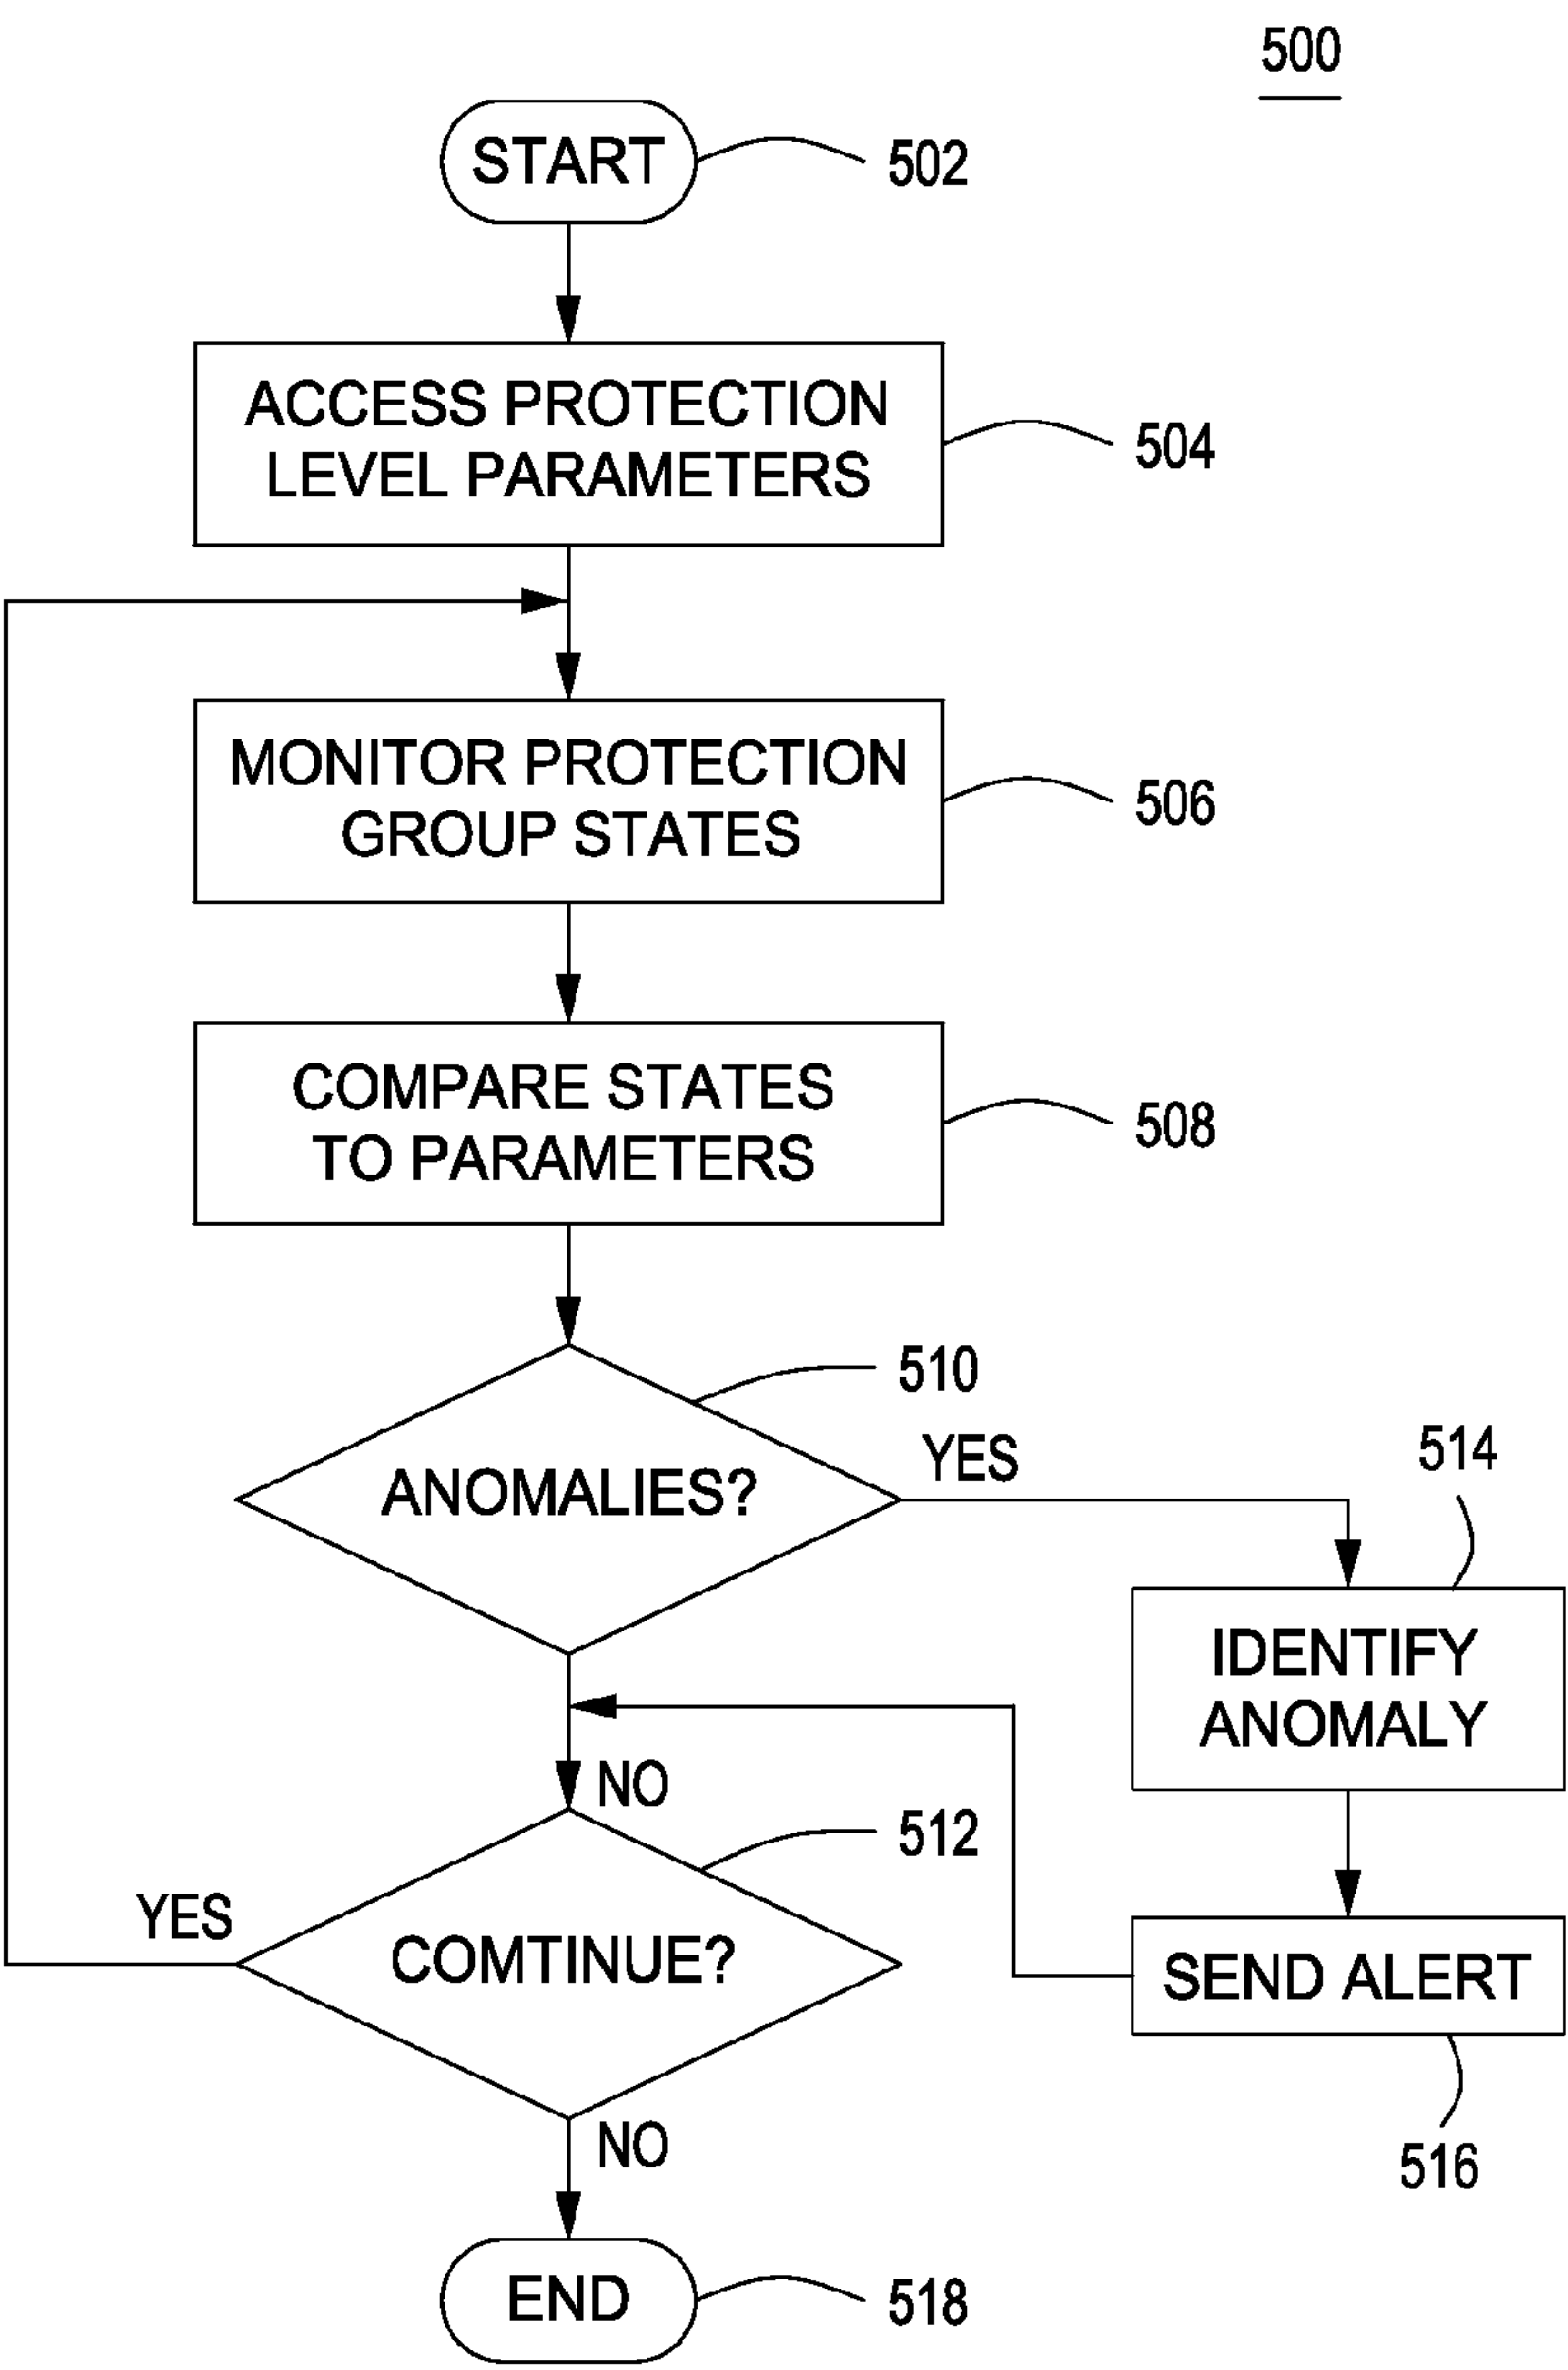 500
START
502
ACCESS PROTECTION
LEVEL PARAMETERS
504
MONITOR PROTECTION
GROUP STATES
506
COMPARE STATES
TO PARAMETERS
508
510
ANOMALIES?
YES
514
IDENTIFY
ANOMALY
NO
512
YES
COMTINUE?
SEND ALERT
516
NO
END
518